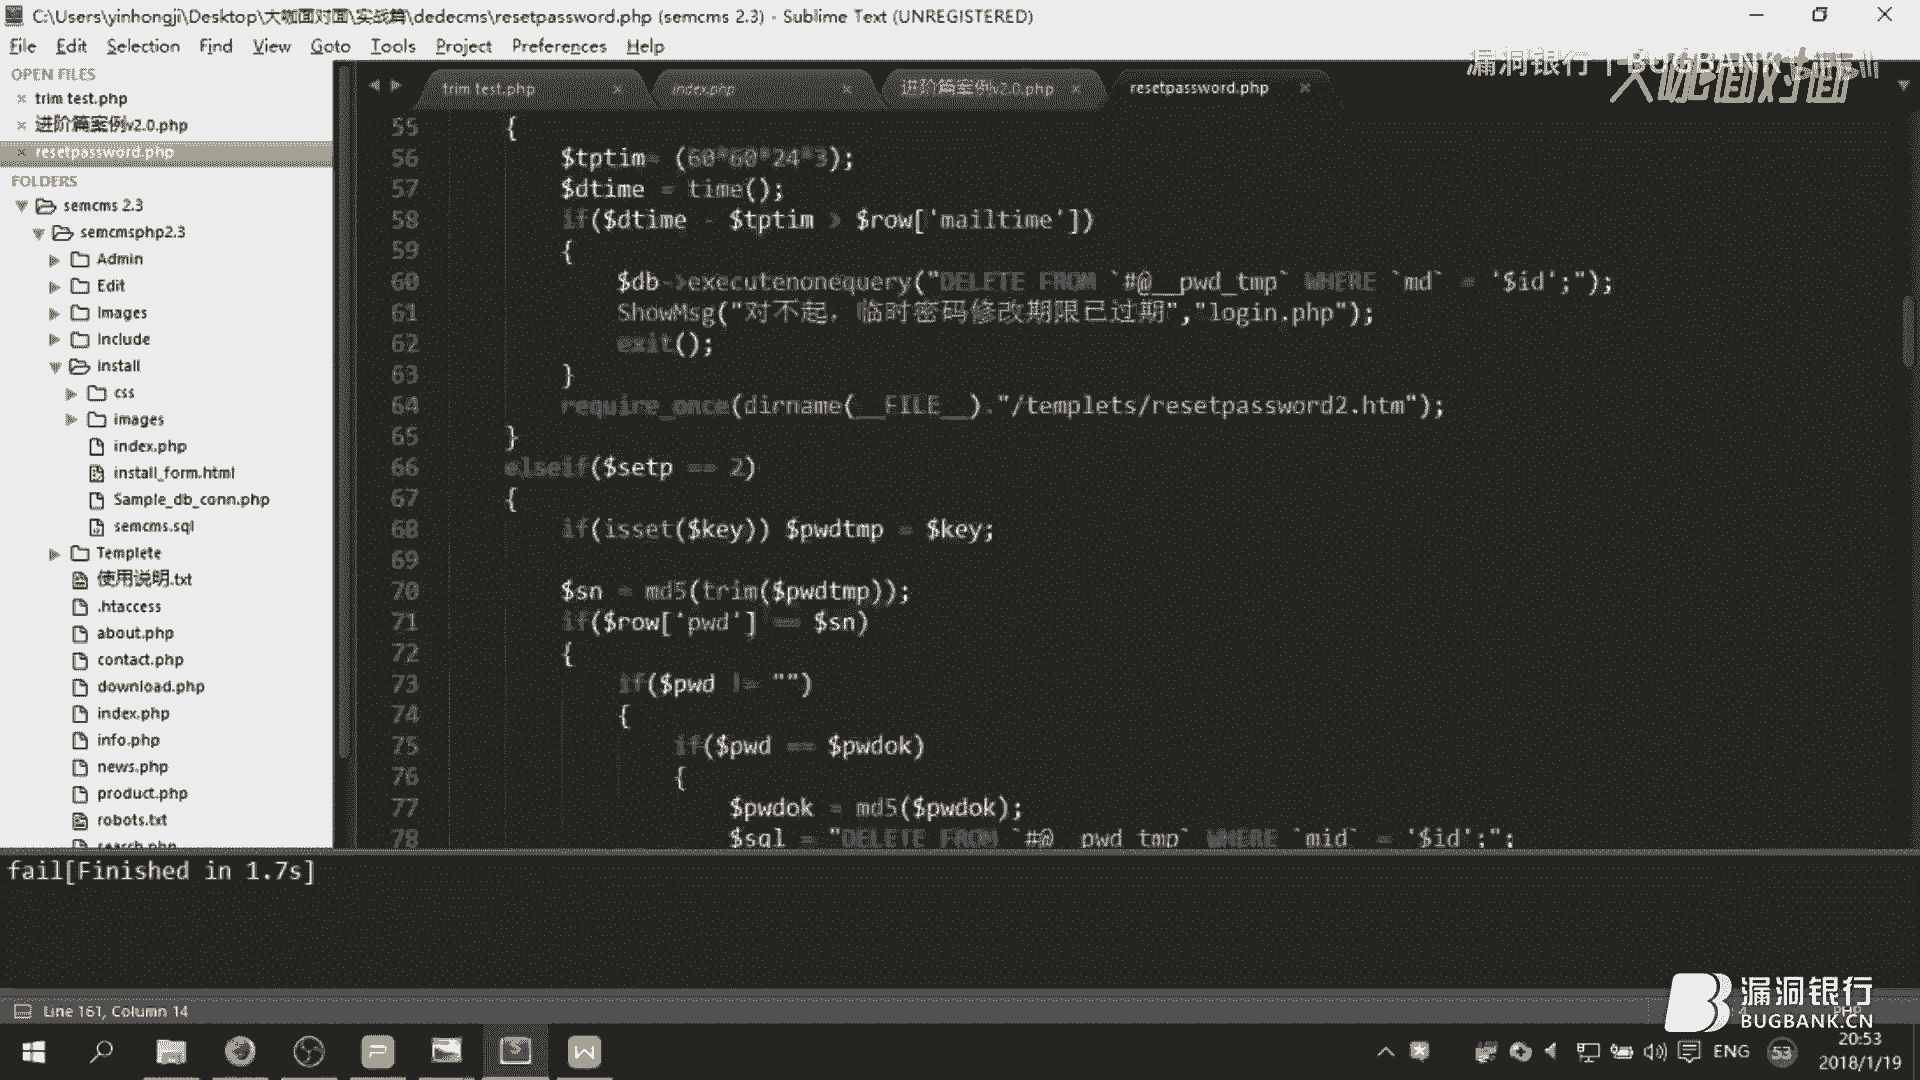 C:\Users\yinhongji\Desktop\大咖面对面\实战篇\dedecms\resetpassword.php (semcms 2.3) - Sublime Text (UNREGISTERED)
File Edit Selection Find View Goto Tools Project Preferences Help
漏洞银行 | BUGBANK
大咖面对面
OPEN FILES
trim test.php
进阶篇案例v2.0.php
resetpassword.php
FOLDERS
semcms 2.3
semcmsphp2.3
Admin
Edit
Images
Include
install
css
images
index.php
install_form.html
Sample_db_conn.php
semcms.sql
Templete
使用说明.txt
.htaccess
about.php
contact.php
download.php
index.php
info.php
news.php
product.php
robots.txt
search.php
trim test.php index.php 进阶篇案例v2.0.php resetpassword.php
55 {
56 $tptim= (60*60*24*3);
57 $dtime = time();
58 if($dtime - $tptim > $row['mailtime'])
59 {
60 $db->executenonequery("DELETE FROM `#@__pwd_tmp` WHERE `md` = '$id';");
61 ShowMsg("对不起，临时密码修改期限已过期","login.php");
62 exit();
63 }
64 require_once(dirname(__FILE__)."/templets/resetpassword2.htm");
65 }
66 elseif($setp == 2)
67 {
68 if(isset($key)) $pwdtmp = $key;
69
70 $sn = md5(trim($pwdtmp));
71 if($row['pwd'] == $sn)
72 {
73 if($pwd != "")
74 {
75 if($pwd == $pwdok)
76 {
77 $pwdok = md5($pwdok);
78 $sql = "DELETE FROM `#@__pwd_tmp` WHERE `mid` = '$id';";
fail[Finished in 1.7s]
Line 161, Column 14
PHP
漏洞银行
BUGBANK.CN
ENG
53
20:53
2018/1/19